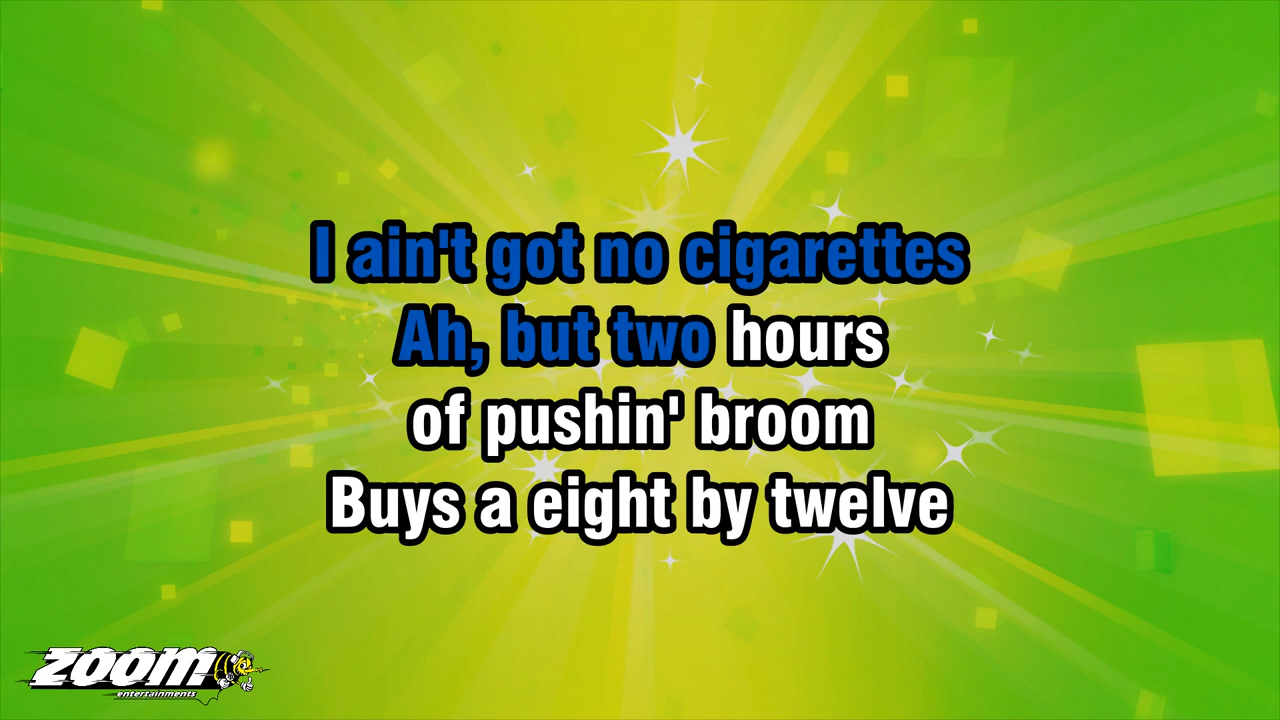 I ain't got no cigarettes
Ah, but two hours
of pushin' broom
Buys a eight by twelve
ZOOM
entertainments